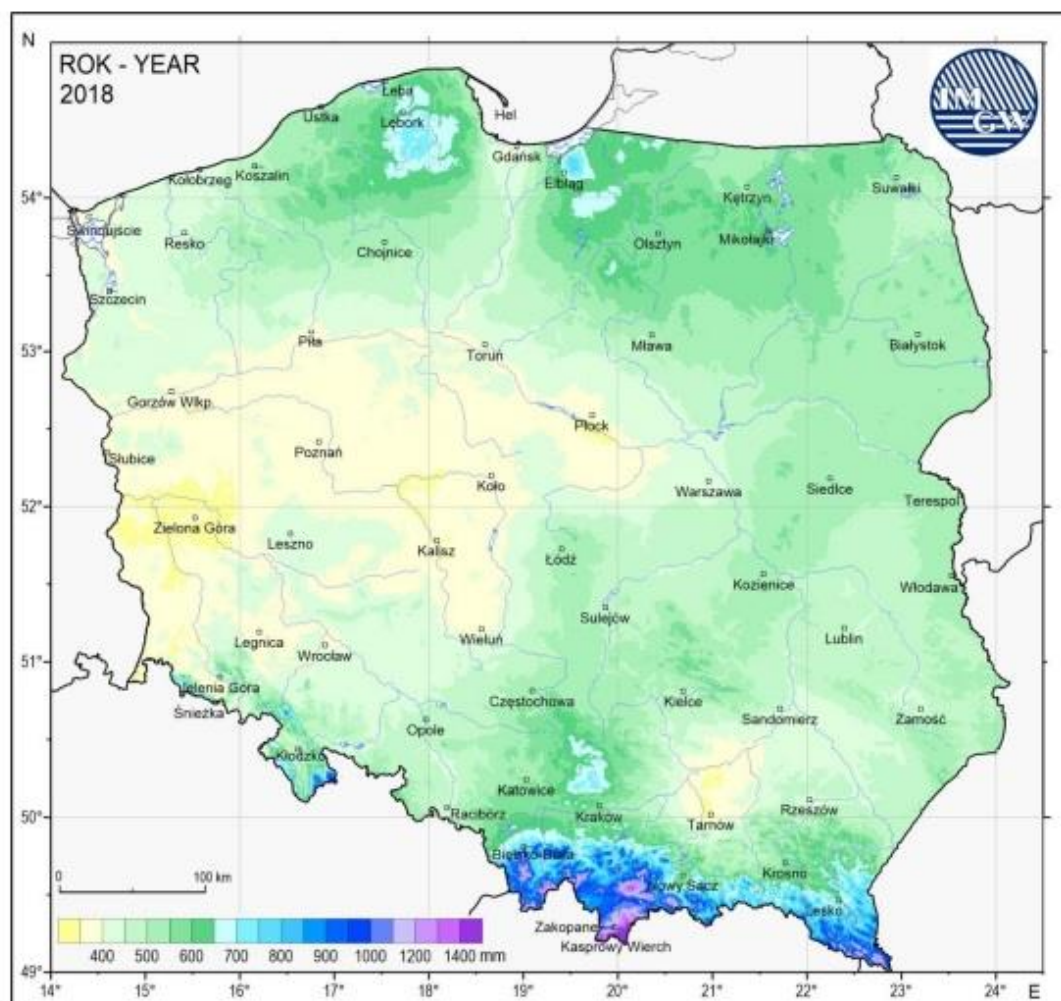 N
ROK - YEAR
2018
IM
GW
Łeba
Ustka
Lębork
Hel
Gdańsk
Koszalin
Kołobrzeg
Elbląg
54°
Kętrzyn
Suwałki
Świnoujście
Resko
Chojnice
Olsztyn
Mikołajki
Szczecin
Piła
53°
Toruń
Mława
Białystok
Gorzów Wlkp.
Płock
Słubice
Poznań
Koło
Warszawa
Siedlce
Terespol
52°
Zielona Góra
Leszno
Kalisz
Łódź
Kozienice
Włodawa
Sulejów
Legnica
Wrocław
Wieluń
Lublin
51°
Jelenia Góra
Śnieżka
Częstochowa
Kielce
Sandomierz
Zamość
Opole
Kłodzko
Katowice
Racibórz
Kraków
Tarnów
Rzeszów
50°
Bielsko-Biała
Nowy Sącz
Krosno
Lesko
0 100 km
Zakopane
Kasprowy Wierch
400 500 600 700 800 900 1000 1200 1400 mm
49°
14° 15° 16° 17° 18° 19° 20° 21° 22° 23° 24° E